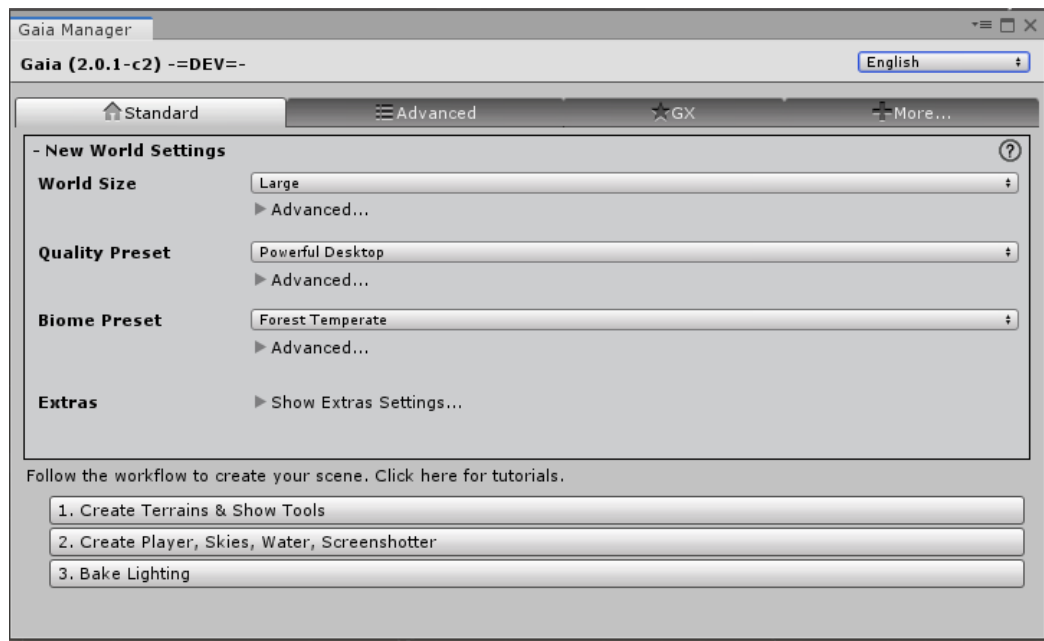 Gaia Manager
Gaia (2.0.1-c2) -=DEV=-
English
Standard
Advanced
GX
More...
- New World Settings
?
World Size
Large
Advanced...
Quality Preset
Powerful Desktop
Advanced...
Biome Preset
Forest Temperate
Advanced...
Extras
Show Extras Settings...
Follow the workflow to create your scene. Click here for tutorials.
1. Create Terrains & Show Tools
2. Create Player, Skies, Water, Screenshotter
3. Bake Lighting